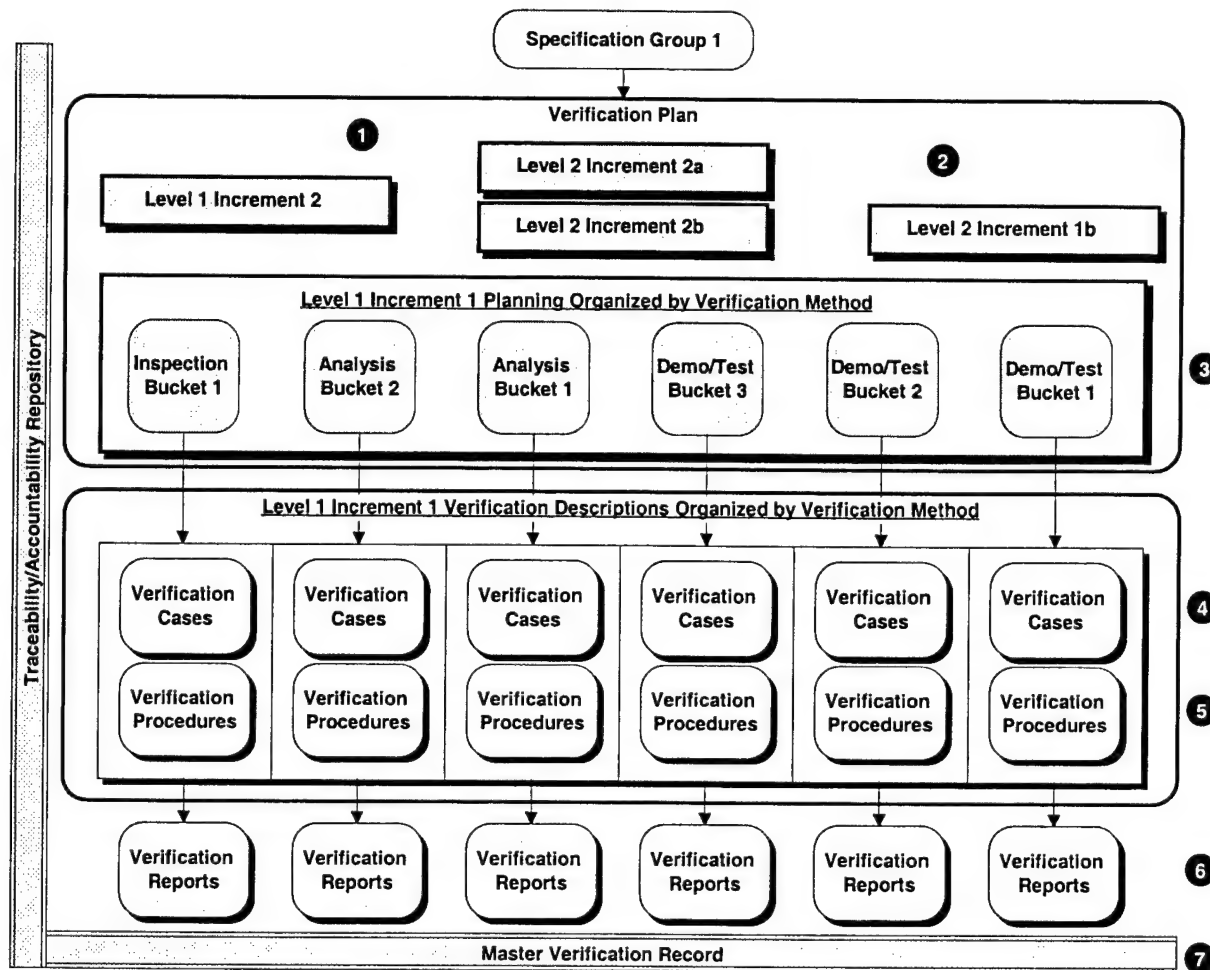 Specification Group 1
Verification Plan
1
2
Level 2 Increment 2a
Level 1 Increment 2
Level 2 Increment 2b
Level 2 Increment 1b
Level 1 Increment 1 Planning Organized by Verification Method
Inspection
Bucket 1
Analysis
Bucket 2
Analysis
Bucket 1
Demo/Test
Bucket 3
Demo/Test
Bucket 2
Demo/Test
Bucket 1
3
Traceability/Accountability Repository
Level 1 Increment 1 Verification Descriptions Organized by Verification Method
Verification
Cases
Verification
Cases
Verification
Cases
Verification
Cases
Verification
Cases
Verification
Cases
4
Verification
Procedures
Verification
Procedures
Verification
Procedures
Verification
Procedures
Verification
Procedures
Verification
Procedures
5
Verification
Reports
Verification
Reports
Verification
Reports
Verification
Reports
Verification
Reports
Verification
Reports
6
Master Verification Record
7